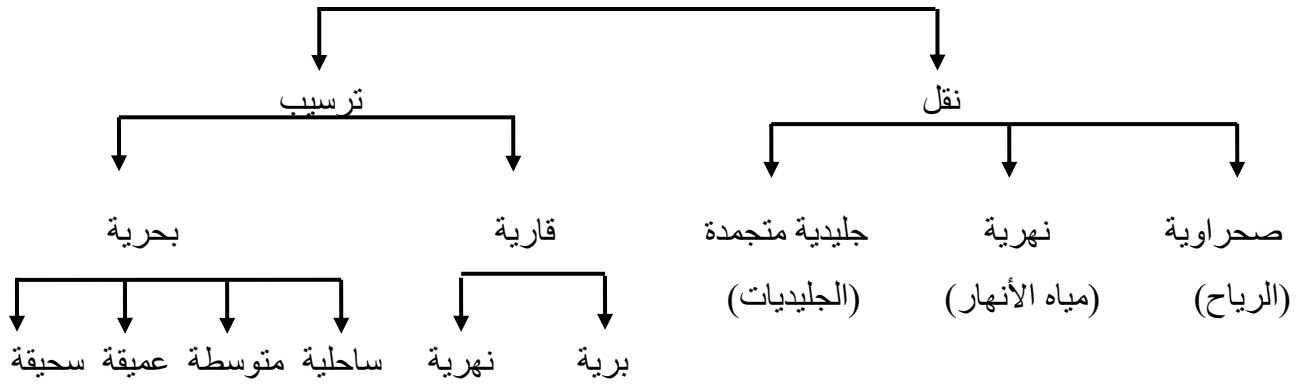 نقل ترسيب
صحراوية نهرية جليدية متجمدة قارية بحرية
(الرياح) (مياه الأنهار) (الجليديات)
برية نهرية ساحلية متوسطة عميقة سحيقة